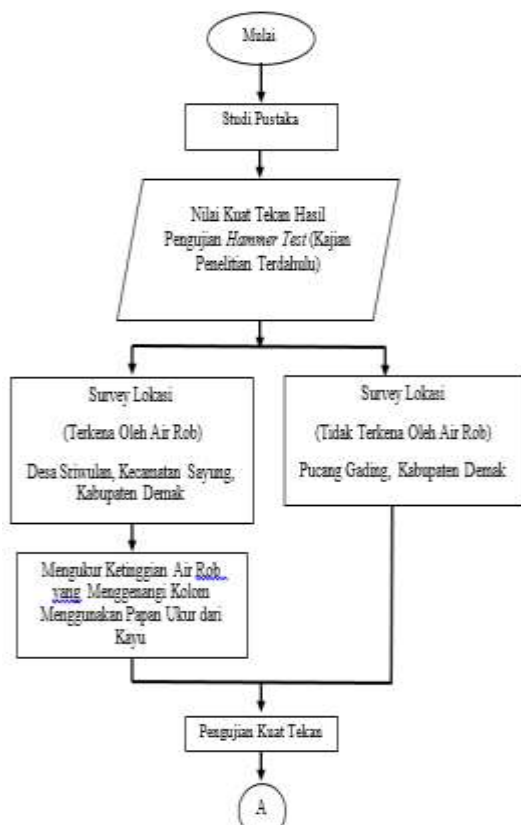 Mulai
Studi Pustaka
Nilai Kuat Tekan Hasil
Pengujian Hammer Test (Kajian
Penelitian Terdahulu)
Survey Lokasi
(Terkena Oleh Air Rob)
Desa Sriwulan, Kecamatan Sayung,
Kabupaten Demak
Survey Lokasi
(Tidak Terkena Oleh Air Rob)
Pucang Gading, Kabupaten Demak
Mengukur Ketinggian Air Rob
yang Menggenangi Kolom
Menggunakan Papan Ukur dari
Kayu
Pengujian Kuat Tekan
A